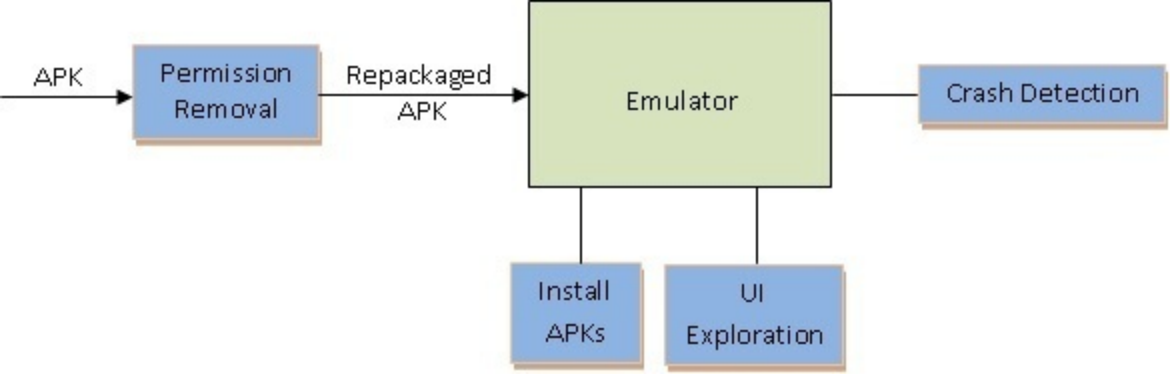 APK
Permission
Removal
Repackaged
APK
Emulator
Crash Detection
Install
APKs
UI
Exploration